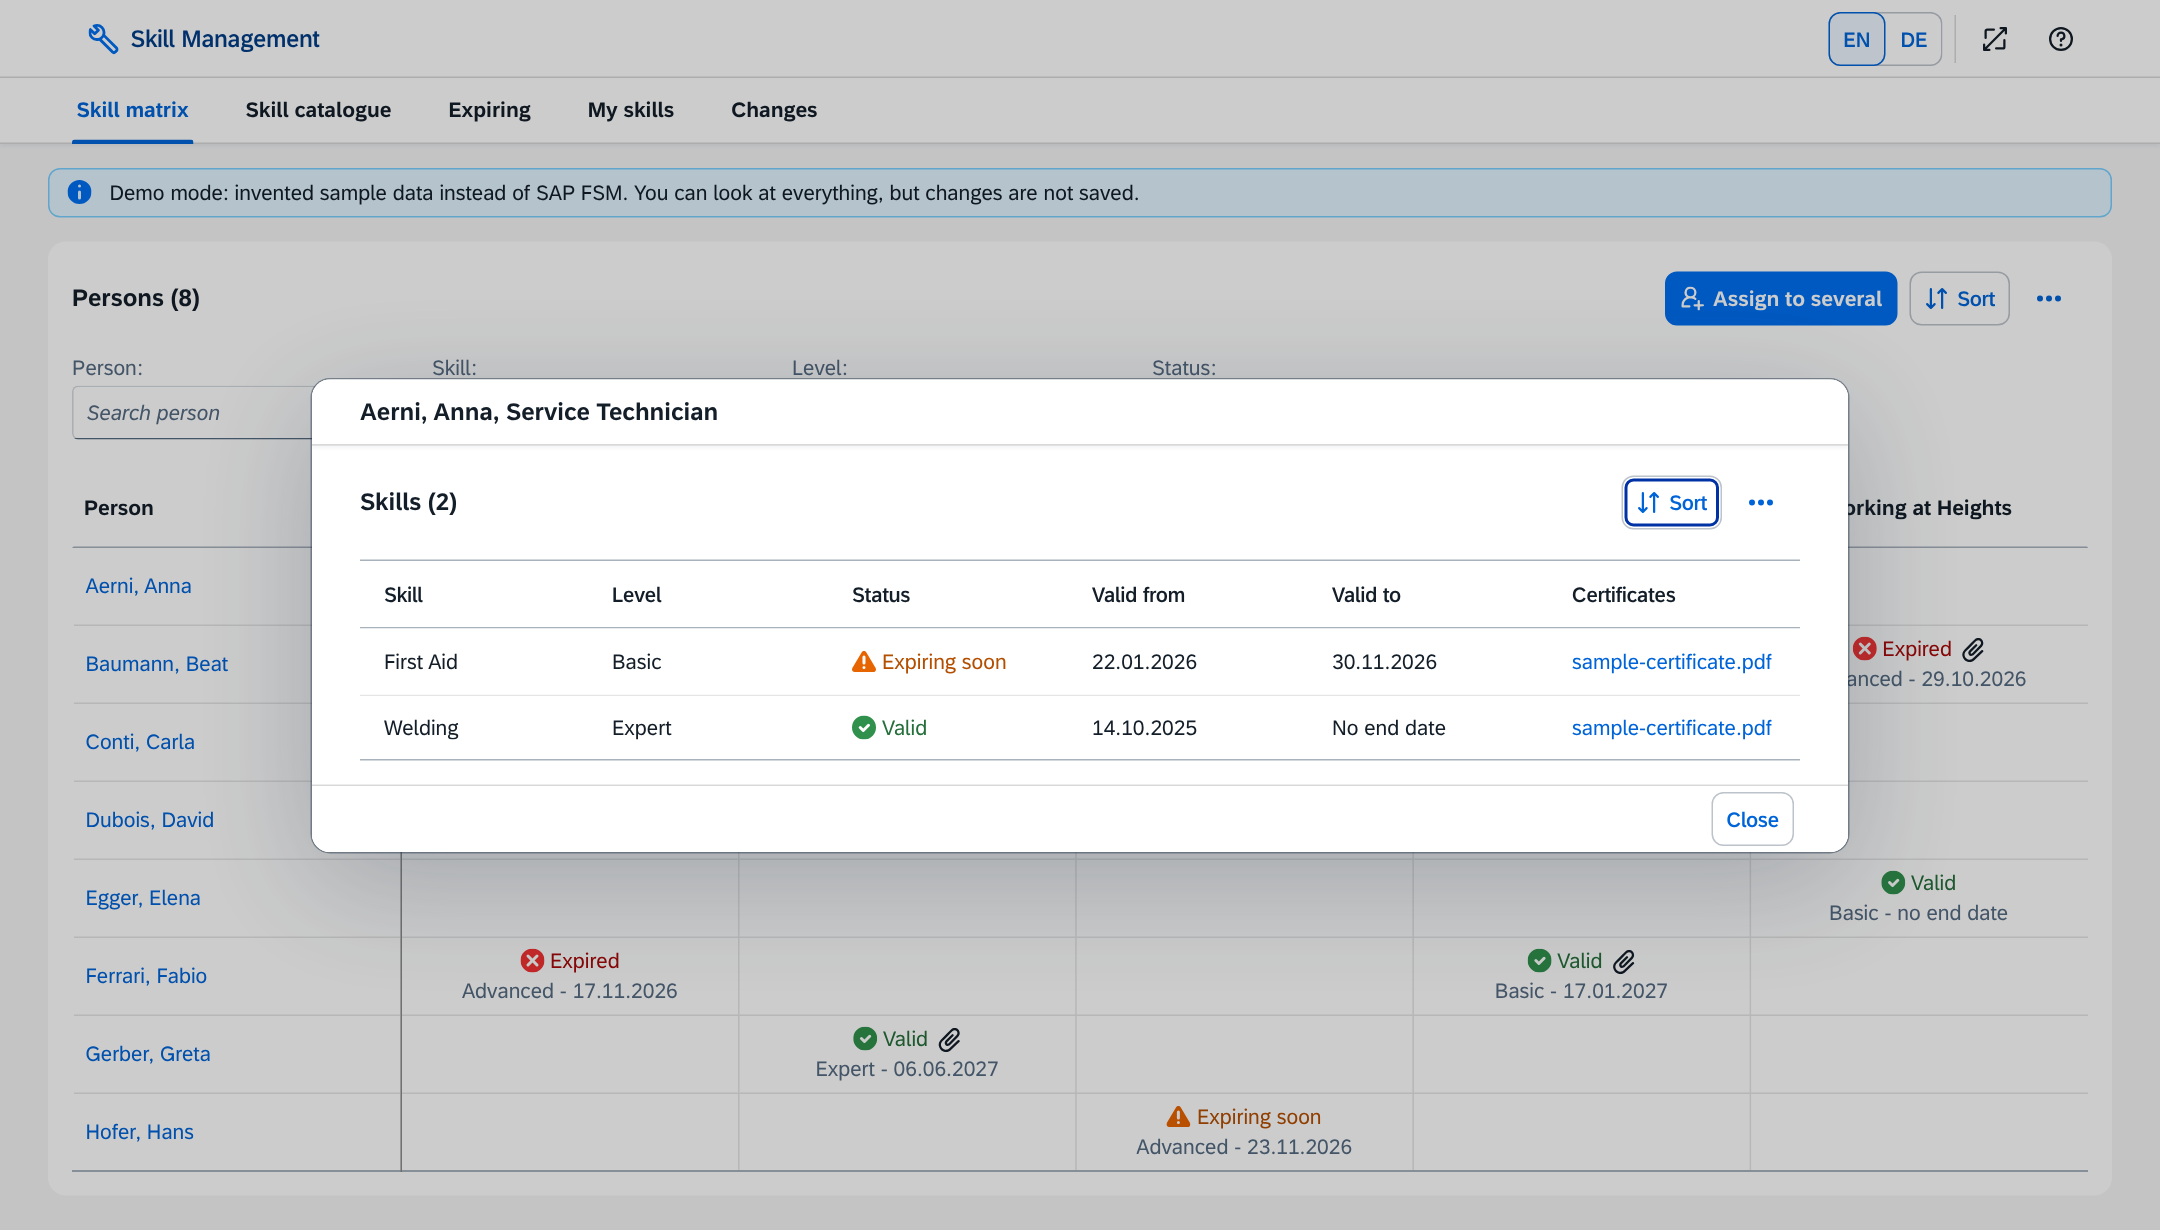 Skill Management
EN DE
Skill matrix Skill catalogue Expiring My skills Changes
Demo mode: invented sample data instead of SAP FSM. You can look at everything, but changes are not saved.
Persons (8)
Assign to several Sort
Person: Skill: Level: Status:
Search person
Aerni, Anna, Service Technician
Skills (2)
Sort
Skill Level Status Valid from Valid to Certificates
First Aid Basic Expiring soon 22.01.2026 30.11.2026 sample-certificate.pdf
Welding Expert Valid 14.10.2025 No end date sample-certificate.pdf
Close
Person at Heights
Aerni, Anna
Baumann, Beat Expired
29.10.2026
Conti, Carla
Dubois, David
Egger, Elena Valid
Basic - no end date
Ferrari, Fabio Expired Valid
Advanced - 17.11.2026 Basic - 17.01.2027
Gerber, Greta Valid
Expert - 06.06.2027
Hofer, Hans Expiring soon
Advanced - 23.11.2026